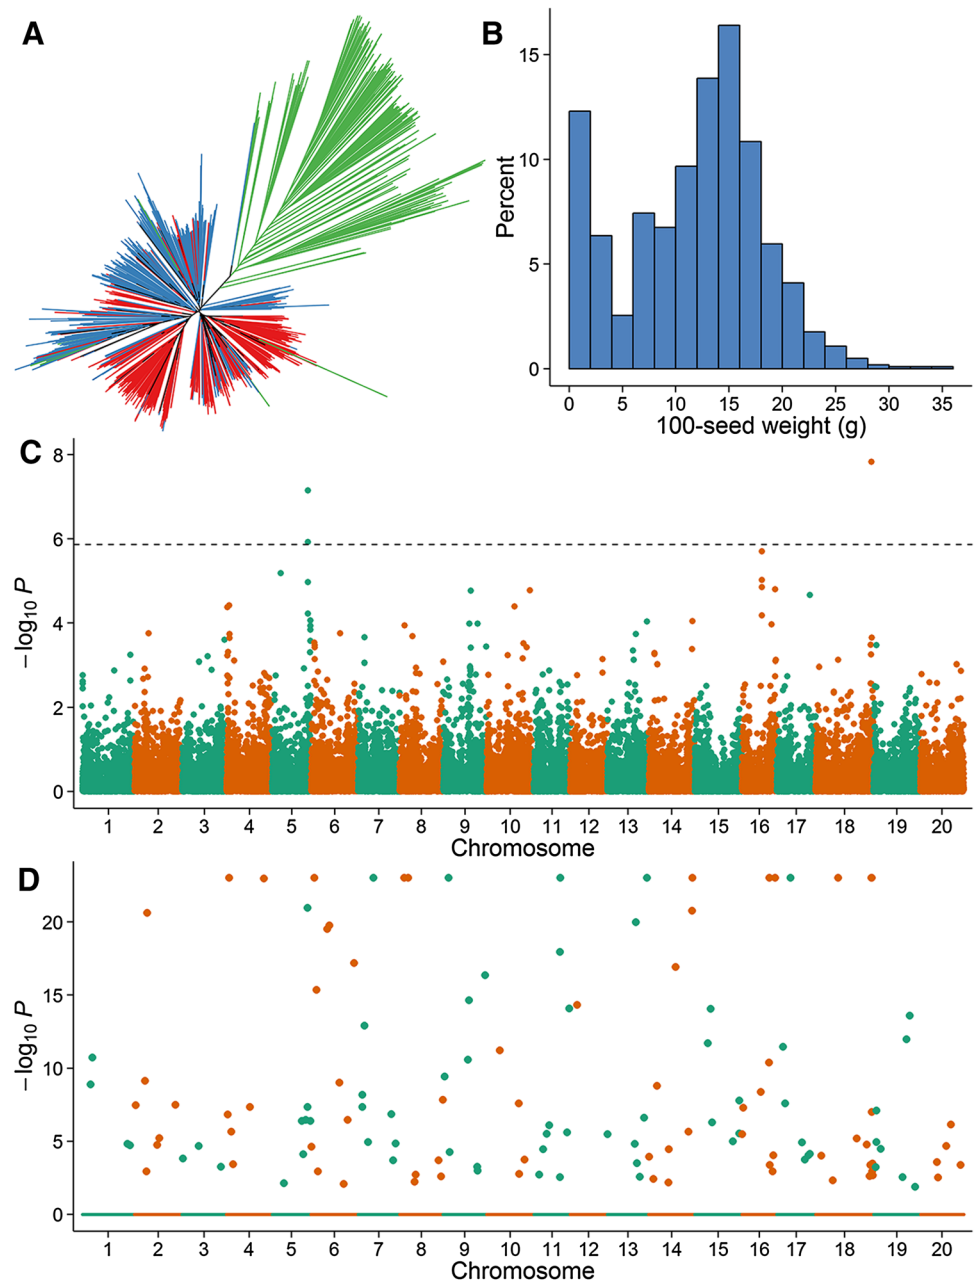 A
B
15
10
5
0
Percent
0 5 10 15 20 25 30 35
100-seed weight (g)
C
8
6
4
2
0
−log10 P
1 2 3 4 5 6 7 8 9 10 11 12 13 15 16 17 18 19 20
Chromosome
D
20
15
10
5
0
−log10 P
1 2 3 4 5 6 7 8 9 10 11 12 13 14 15 16 17 18 19 20
Chromosome